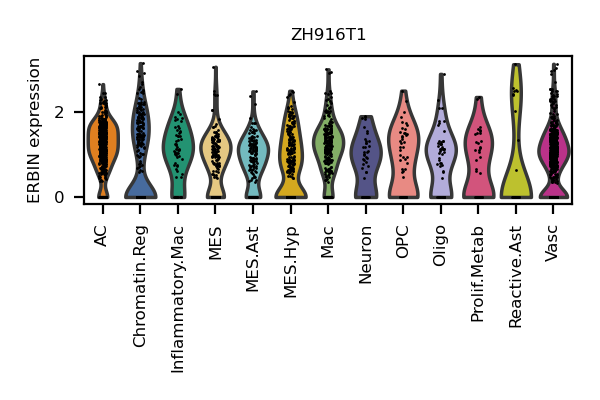 ZH916T1
ERBIN expression
2
0
AC
Chromatin.Reg
Inflammatory.Mac
MES
MES.Ast
MES.Hyp
Mac
Neuron
OPC
Oligo
Prolif.Metab
Reactive.Ast
Vasc